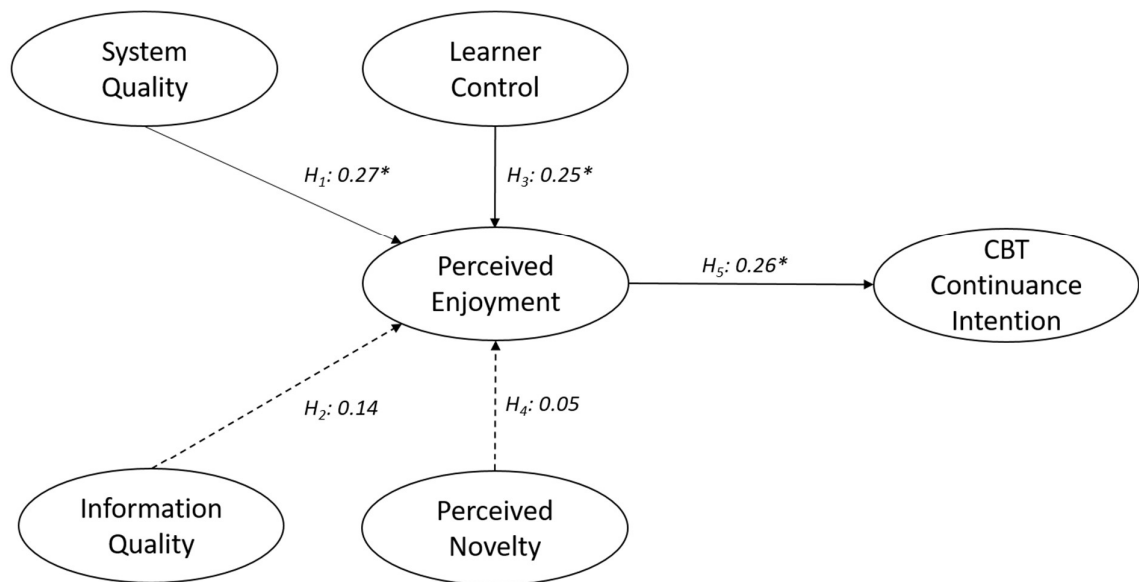 System
Quality
Learner
Control
H₁: 0.27*
H₃: 0.25*
Perceived
Enjoyment
H₅: 0.26*
CBT
Continuance
Intention
H₂: 0.14
H₄: 0.05
Information
Quality
Perceived
Novelty